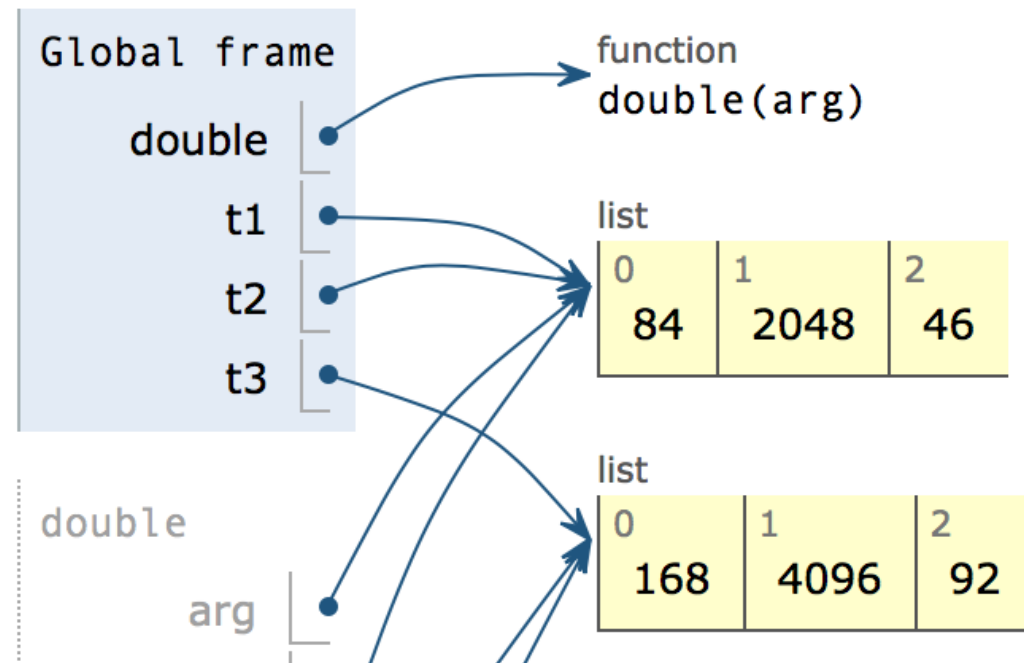 Global frame
double
t1
t2
t3
function
double(arg)
list
0 1 2
84 2048 46
list
0 1 2
168 4096 92
double
arg